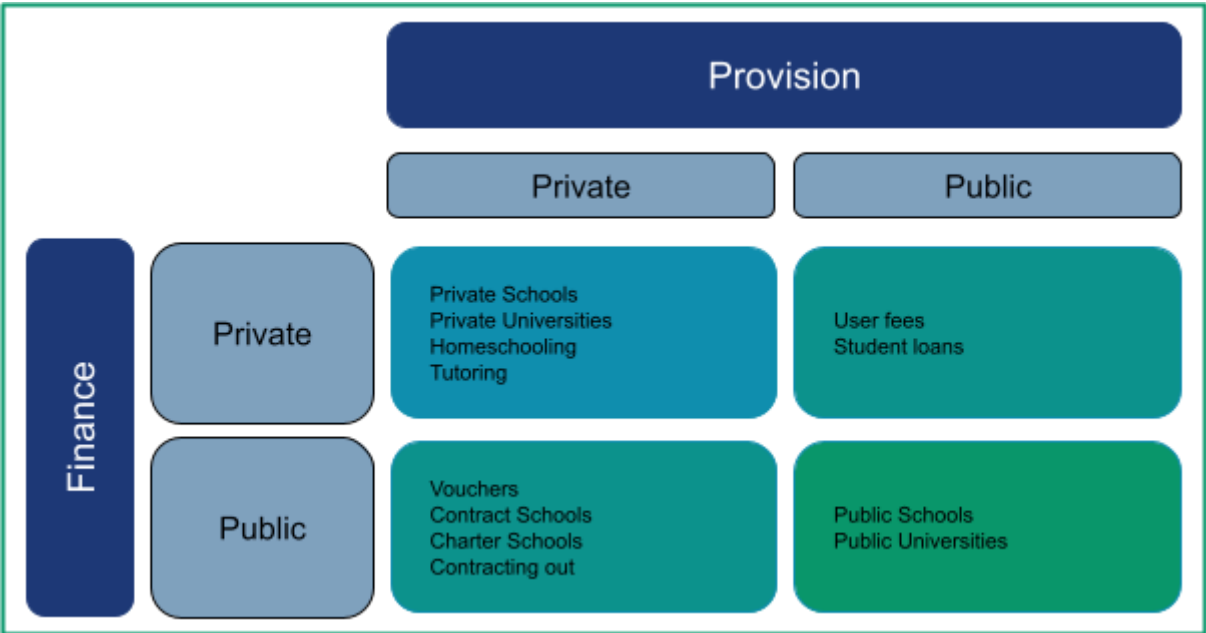 Provision
Private
Public
Finance
Private
Private Schools
Private Universities
Homeschooling
Tutoring
User fees
Student loans
Public
Vouchers
Contract Schools
Charter Schools
Contracting out
Public Schools
Public Universities